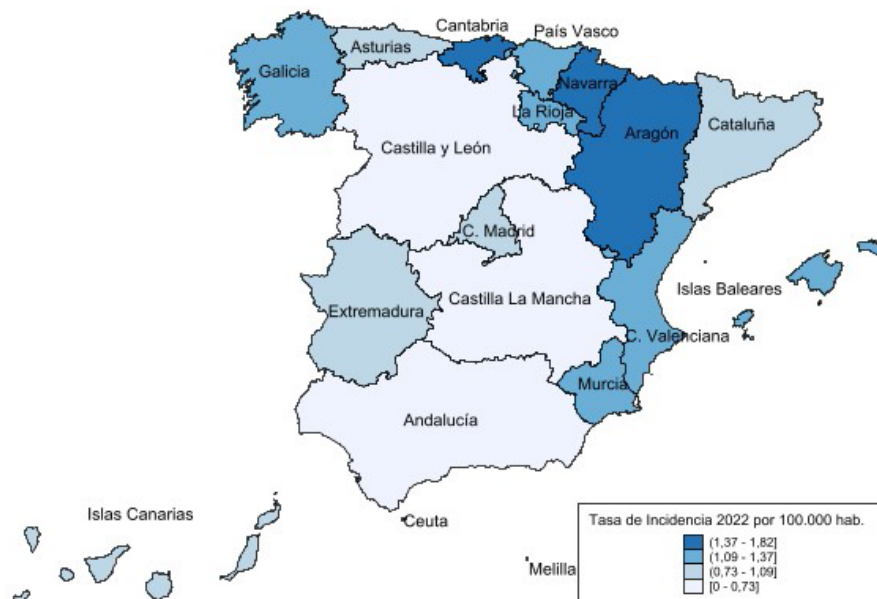 Cantabria
País Vasco
Asturias
Galicia
Navarra
La Rioja
Aragón
Cataluña
Castilla y León
C. Madrid
Islas Baleares
Castilla La Mancha
Extremadura
C. Valenciana
Murcia
Andalucía
Islas Canarias
Ceuta
Melilla
Tasa de Incidencia 2022 por 100.000 hab.
(1,37 - 1,82]
(1,09 - 1,37]
(0,73 - 1,09]
[0 - 0,73]